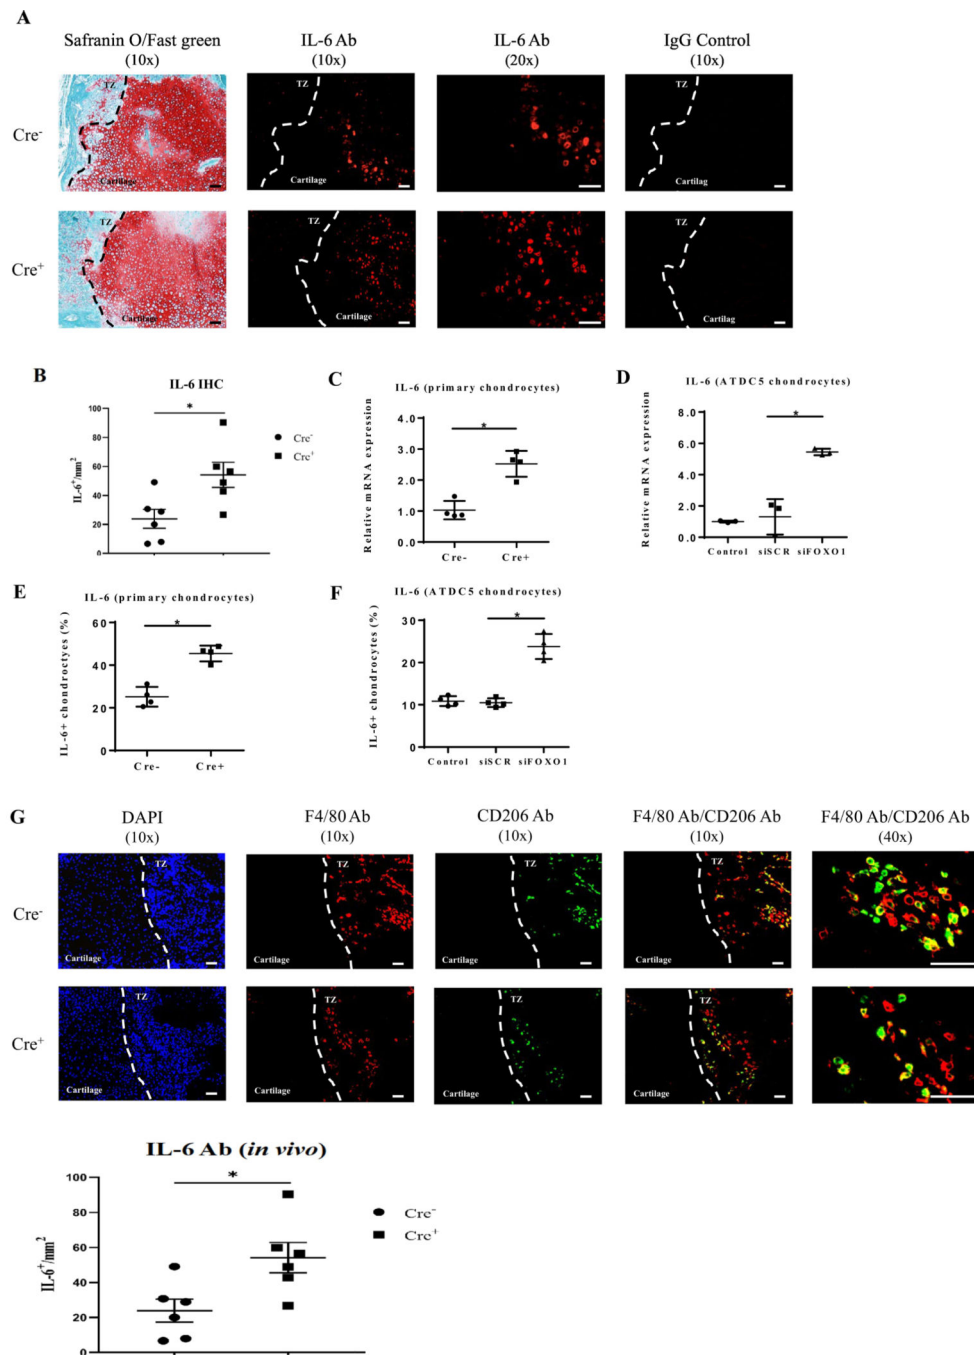 A
Safranin O/Fast green
(10x)
IL-6 Ab
(10x)
IL-6 Ab
(20x)
IgG Control
(10x)
Cre-
TZ
Cartilage
TZ
Cartilage
TZ
Cartilag
Cre+
TZ
Cartilage
TZ
Cartilage
TZ
Cartilage
B
IL-6 IHC
*
IL-6+/mm2
100
80
60
40
20
0
Cre-
Cre+
C
IL-6 (primary chondrocytes)
*
Relative mRNA expression
4.0
3.0
2.0
1.0
0.0
Cre-
Cre+
D
IL-6 (ATDC5 chondrocytes)
*
Relative mRNA expression
8.0
6.0
4.0
2.0
0.0
Control
siSCR
siFOXO1
E
IL-6 (primary chondrocytes)
*
IL-6+ chondroctyes (%)
60
40
20
0
Cre-
Cre+
F
IL-6 (ATDC5 chondrocytes)
*
IL-6+ chondrocytes (%)
30
20
10
0
Control
siSCR
siFOXO1
G
DAPI
(10x)
F4/80 Ab
(10x)
CD206 Ab
(10x)
F4/80 Ab/CD206 Ab
(10x)
F4/80 Ab/CD206 Ab
(40x)
Cre-
TZ
Cartilage
TZ
Cartilage
TZ
Cartilage
TZ
Cartilage
Cre+
TZ
Cartilage
TZ
Cartilage
TZ
Cartilage
TZ
Cartilage
IL-6 Ab (in vivo)
*
IL-6+/mm2
100
80
60
40
20
0
Cre-
Cre+